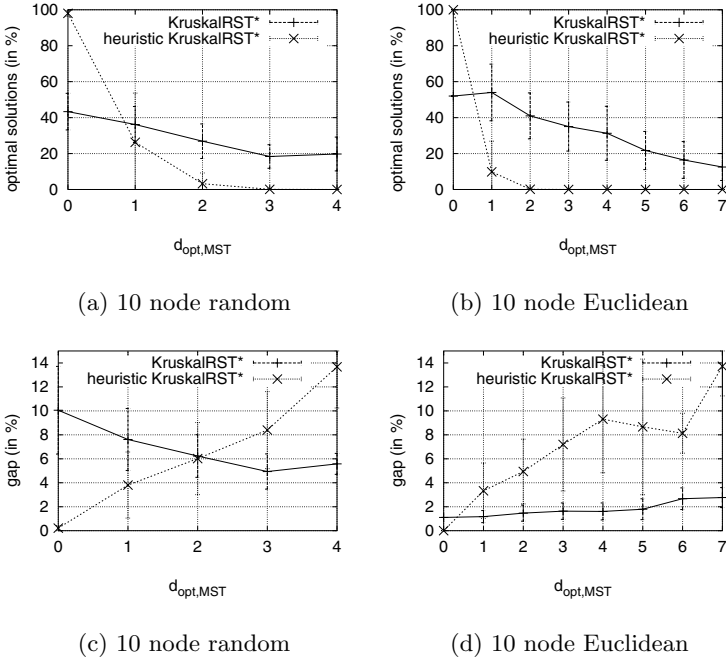 100
80
60
40
20
0
optimal solutions (in %)
KruskalRST*
heuristic KruskalRST*
0 1 2 3 4
d_opt,MST
(a) 10 node random
100
80
60
40
20
0
optimal solutions (in %)
KruskalRST*
heuristic KruskalRST*
0 1 2 3 4 5 6 7
d_opt,MST
(b) 10 node Euclidean
14
12
10
8
6
4
2
0
gap (in %)
KruskalRST*
heuristic KruskalRST*
0 1 2 3 4
d_opt,MST
(c) 10 node random
14
12
10
8
6
4
2
0
gap (in %)
KruskalRST*
heuristic KruskalRST*
0 1 2 3 4 5 6 7
d_opt,MST
(d) 10 node Euclidean